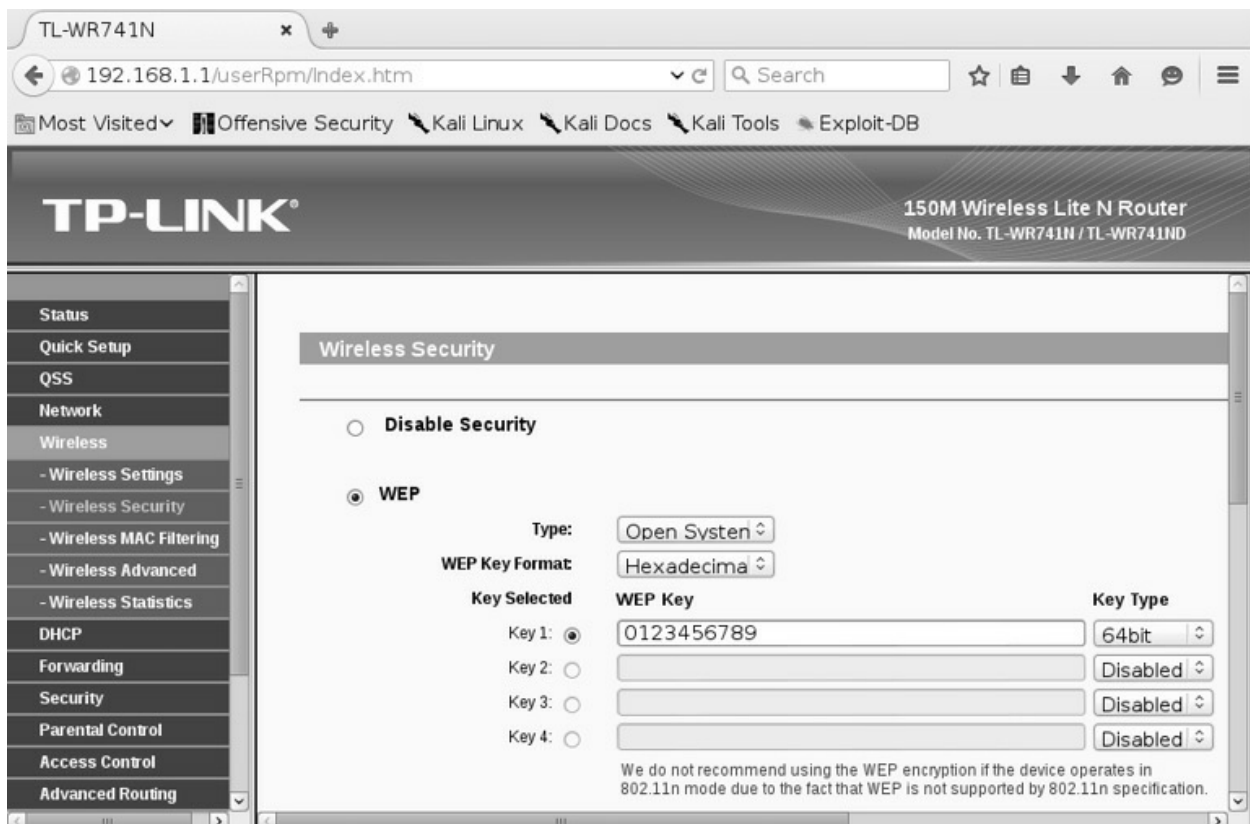 TL-WR741N
192.168.1.1/userRpm/Index.htm
Search
Most Visited Offensive Security Kali Linux Kali Docs Kali Tools Exploit-DB
TP-LINK®
150M Wireless Lite N Router
Model No. TL-WR741N / TL-WR741ND
Status
Quick Setup
QSS
Network
Wireless
- Wireless Settings
- Wireless Security
- Wireless MAC Filtering
- Wireless Advanced
- Wireless Statistics
DHCP
Forwarding
Security
Parental Control
Access Control
Advanced Routing
Wireless Security
Disable Security
WEP
Type: Open System
WEP Key Format: Hexadecima
Key Selected WEP Key Key Type
Key 1: 0123456789 64bit
Key 2: Disabled
Key 3: Disabled
Key 4: Disabled
We do not recommend using the WEP encryption if the device operates in
802.11n mode due to the fact that WEP is not supported by 802.11n specification.